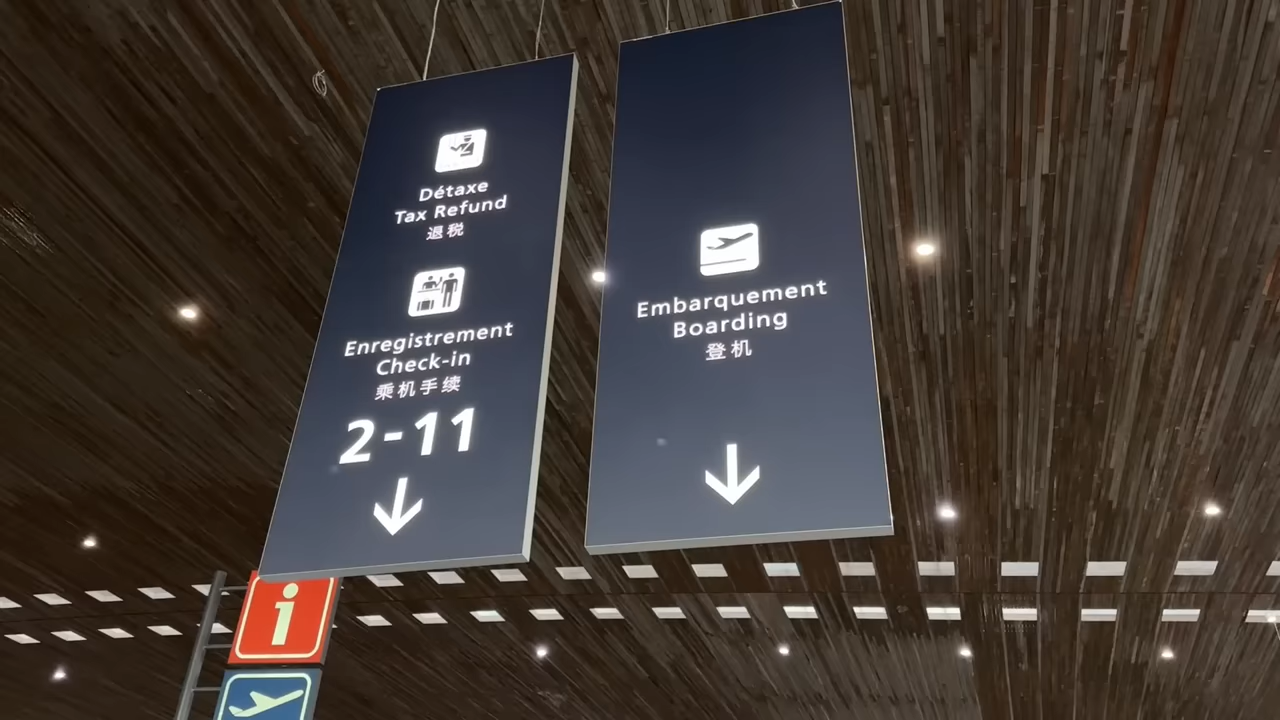 Détaxe
Tax Refund
退税
Enregistrement
Check-in
乘机手续
2-11
Embarquement
Boarding
登机
i